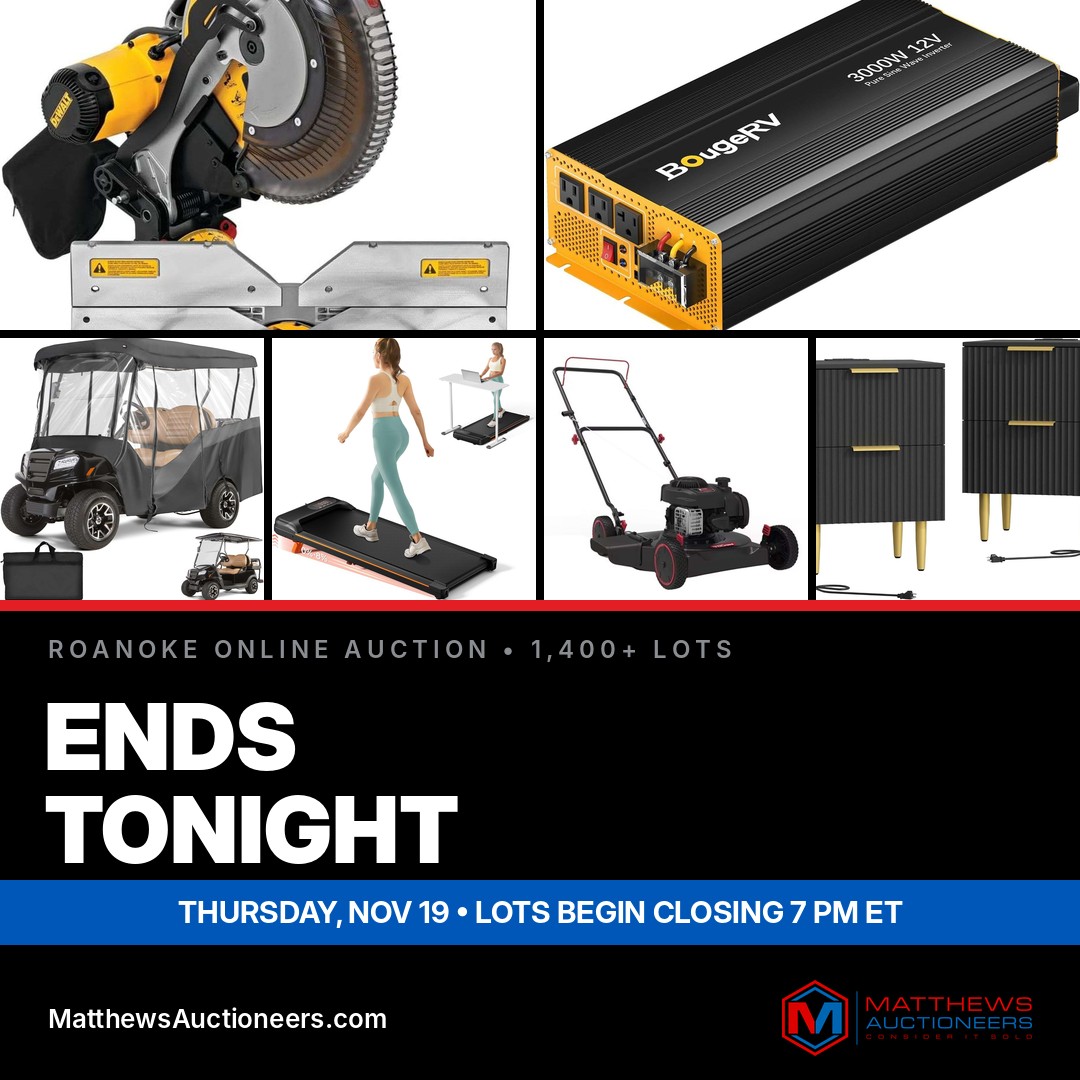 DEWALT
3000W 12V
Pure Sine Wave Inverter
BougeRV
ROANOKE ONLINE AUCTION • 1,400+ LOTS
ENDS
TONIGHT
THURSDAY, NOV 19 • LOTS BEGIN CLOSING 7 PM ET
MatthewsAuctioneers.com
MATTHEWS
AUCTIONEERS
CONSIDER IT SOLD